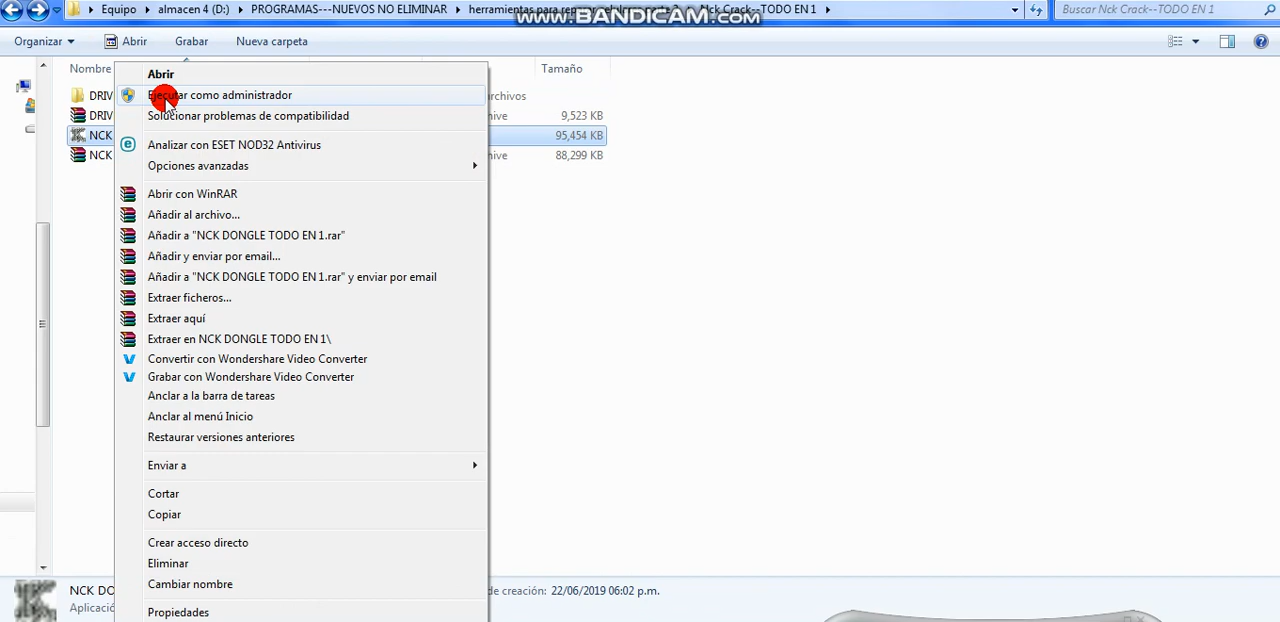 Equipo ▸ almacen 4 (D:) ▸ PROGRAMAS---NUEVOS NO ELIMINAR ▸ herramientas para Nck Crack--TODO EN 1 ▸ Buscar Nck Crack--TODO EN 1
www.BANDICAM.com
Organizar Abrir Grabar Nueva carpeta
Nombre Tamaño
DRIV
DRIV 9,523 KB
NCK 95,454 KB
NCK 88,299 KB
Abrir
Ejecutar como administrador
Solucionar problemas de compatibilidad
Analizar con ESET NOD32 Antivirus
Opciones avanzadas
Abrir con WinRAR
Añadir al archivo...
Añadir a "NCK DONGLE TODO EN 1.rar"
Añadir y enviar por email...
Añadir a "NCK DONGLE TODO EN 1.rar" y enviar por email
Extraer ficheros...
Extraer aquí
Extraer en NCK DONGLE TODO EN 1\
Convertir con Wondershare Video Converter
Grabar con Wondershare Video Converter
Anclar a la barra de tareas
Anclar al menú Inicio
Restaurar versiones anteriores
Enviar a
Cortar
Copiar
Crear acceso directo
Eliminar
Cambiar nombre
Propiedades
NCK DO de creación: 22/06/2019 06:02 p.m.
Aplicació